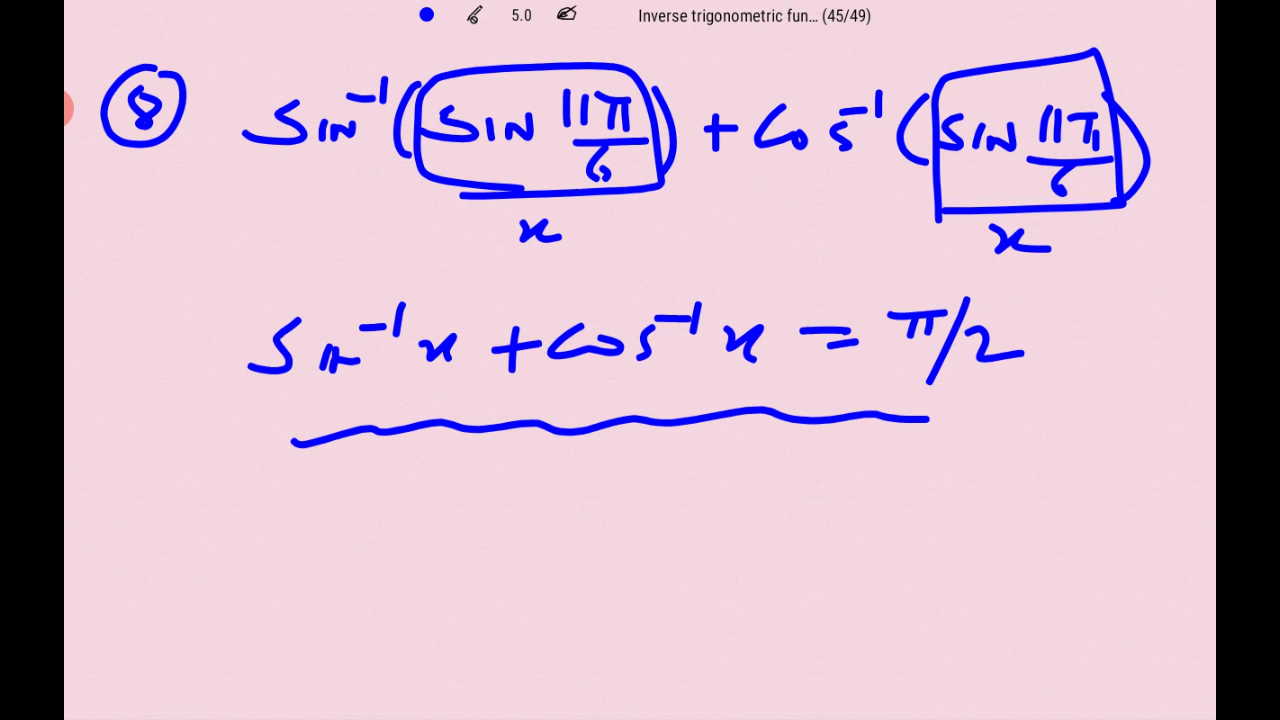 5.0 Inverse trigonometric fun... (45/49)
8 sin⁻¹(sin 11π/6) + cos⁻¹(sin 11π/6)
x x
sin⁻¹x + cos⁻¹x = π/2